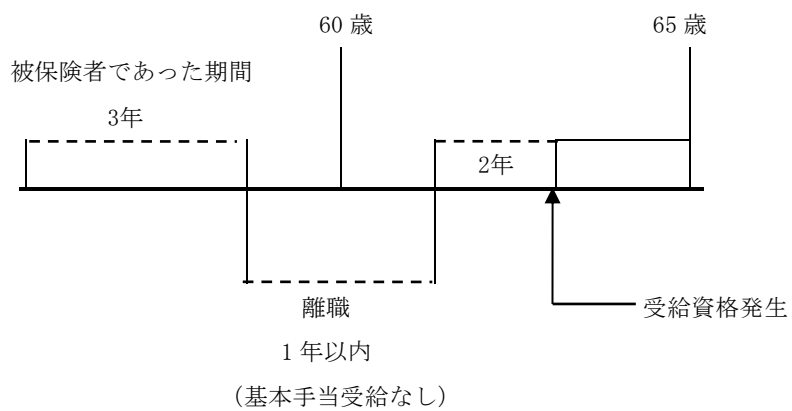 60 歳
65 歳
被保険者であった期間
3年
2年
離職
受給資格発生
1 年以内
（基本手当受給なし）